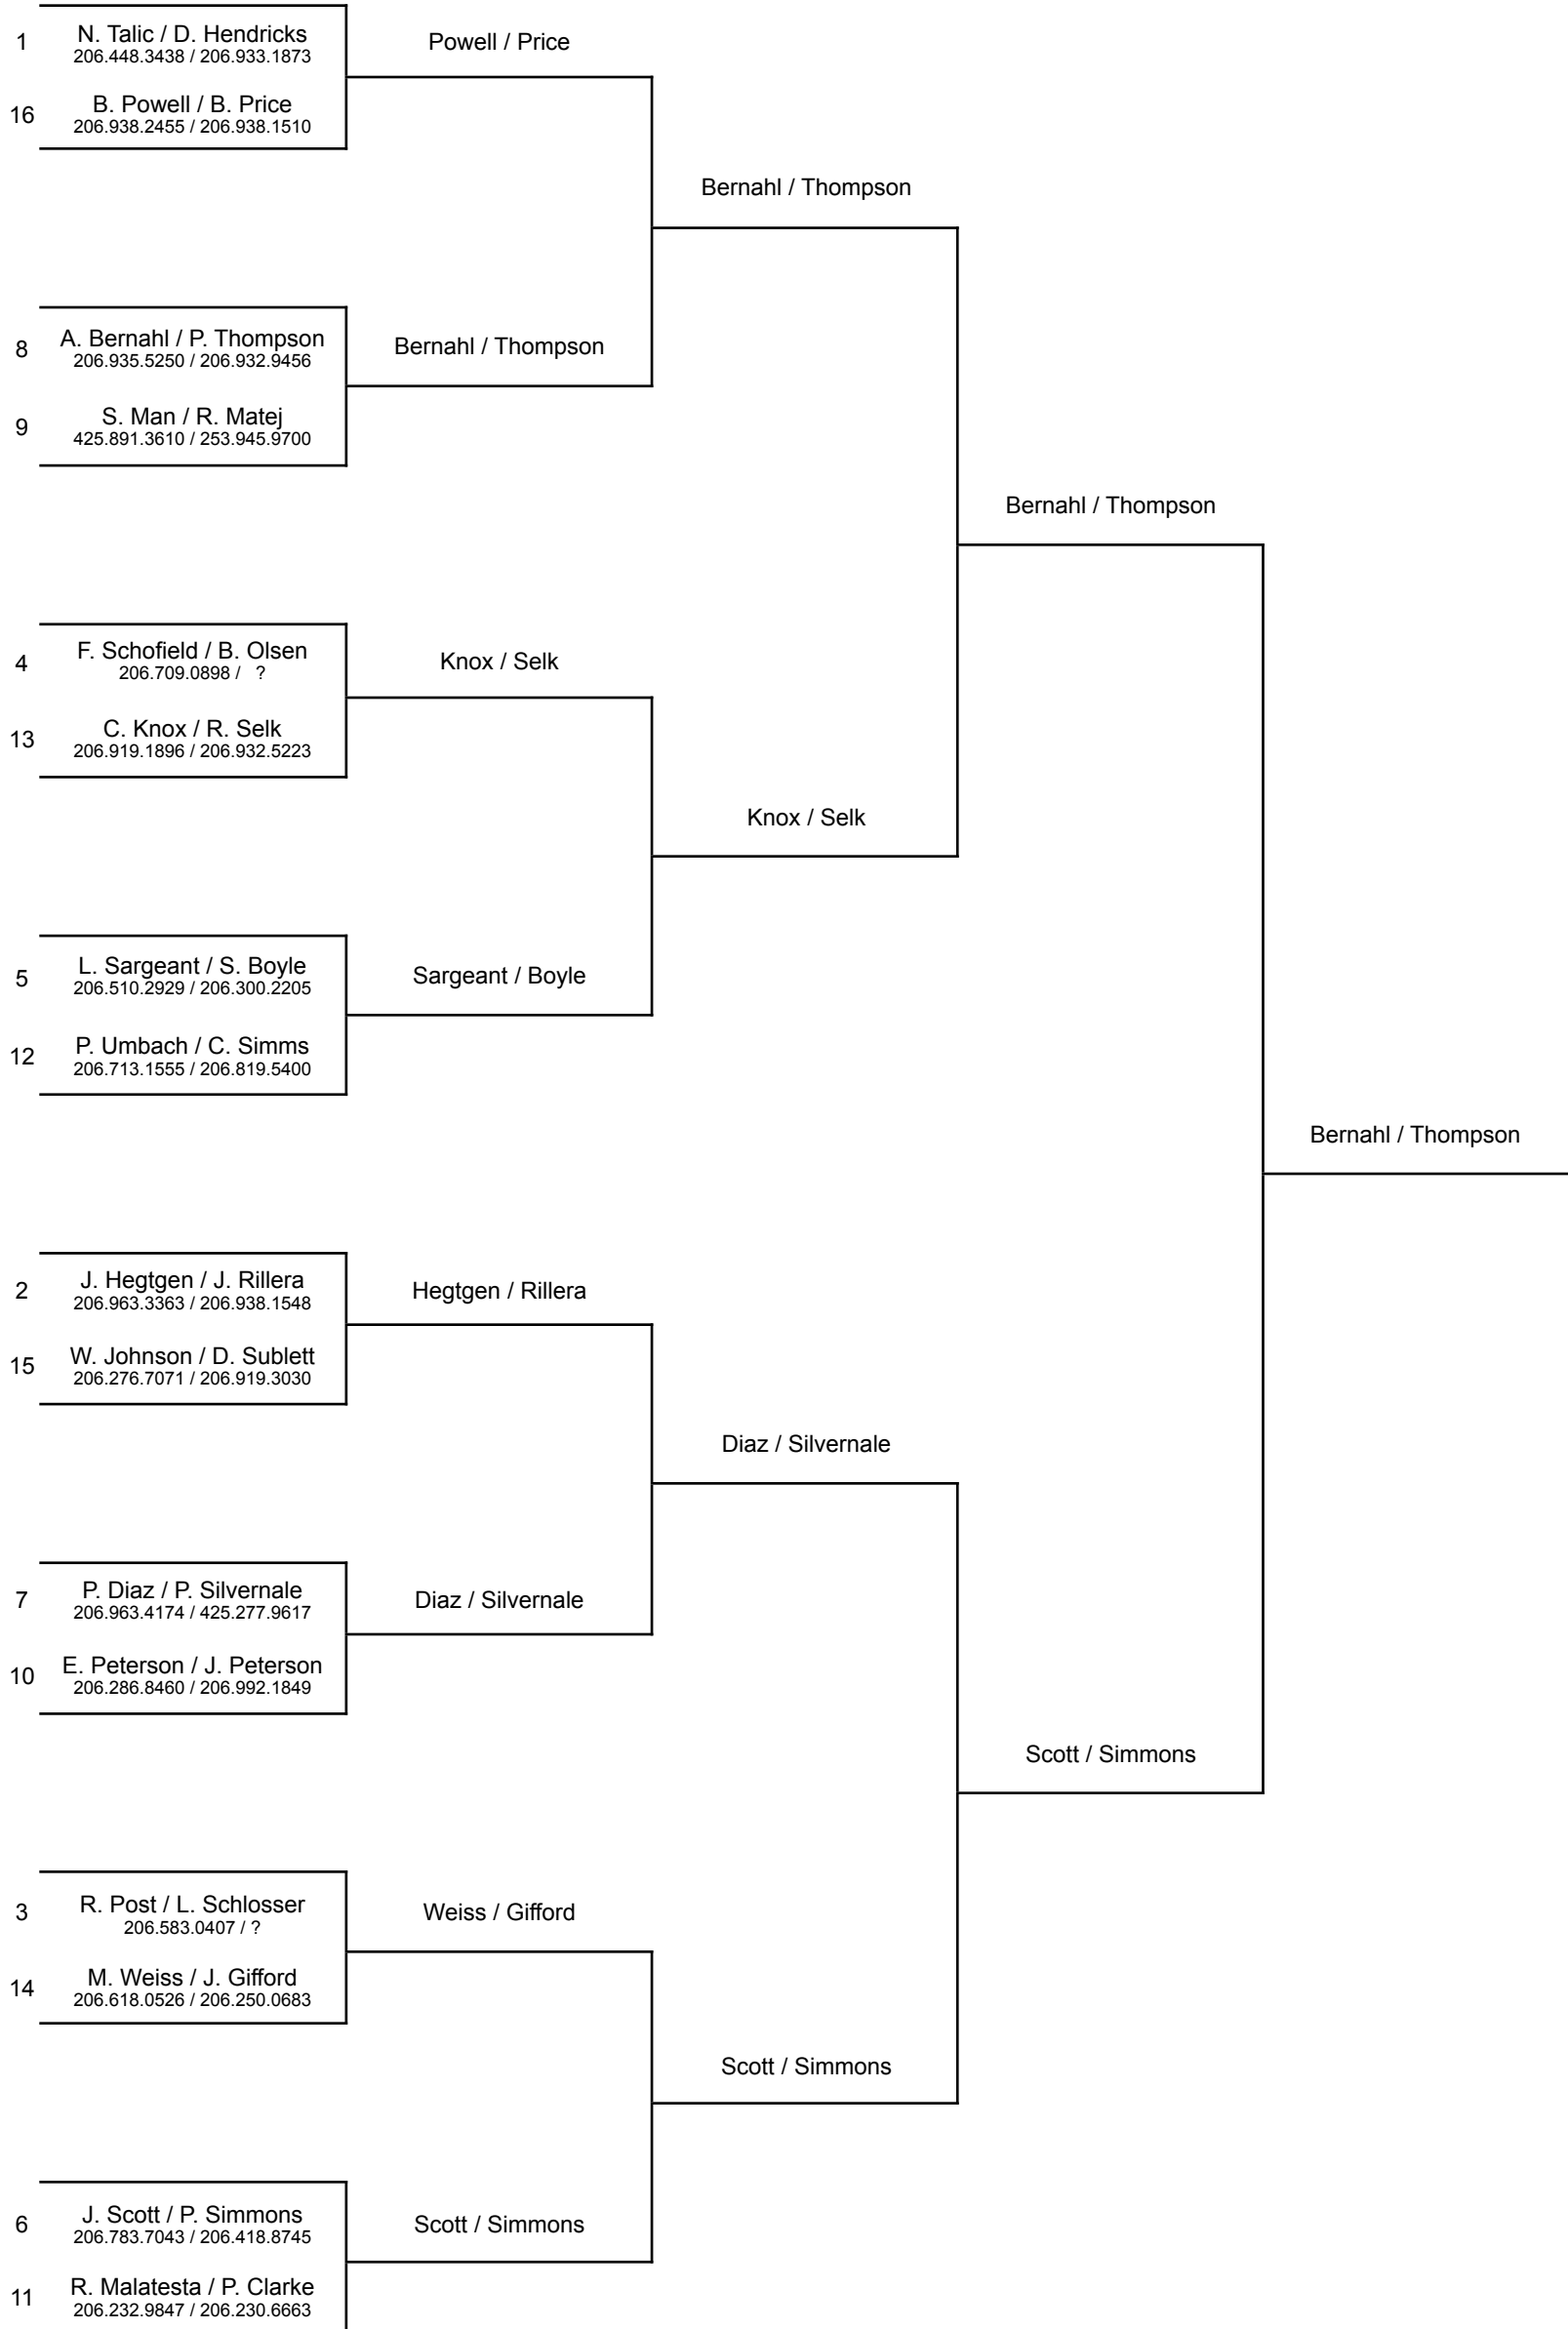 1
N. Talic / D. Hendricks
206.448.3438 / 206.933.1873
Powell / Price
16
B. Powell / B. Price
206.938.2455 / 206.938.1510
Bernahl / Thompson
8
A. Bernahl / P. Thompson
206.935.5250 / 206.932.9456
Bernahl / Thompson
9
S. Man / R. Matej
425.891.3610 / 253.945.9700
Bernahl / Thompson
4
F. Schofield / B. Olsen
206.709.0898 / ?
Knox / Selk
13
C. Knox / R. Selk
206.919.1896 / 206.932.5223
Knox / Selk
5
L. Sargeant / S. Boyle
206.510.2929 / 206.300.2205
Sargeant / Boyle
12
P. Umbach / C. Simms
206.713.1555 / 206.819.5400
Bernahl / Thompson
2
J. Hegtgen / J. Rillera
206.963.3363 / 206.938.1548
Hegtgen / Rillera
15
W. Johnson / D. Sublett
206.276.7071 / 206.919.3030
Diaz / Silvernale
7
P. Diaz / P. Silvernale
206.963.4174 / 425.277.9617
Diaz / Silvernale
10
E. Peterson / J. Peterson
206.286.8460 / 206.992.1849
Scott / Simmons
3
R. Post / L. Schlosser
206.583.0407 / ?
Weiss / Gifford
14
M. Weiss / J. Gifford
206.618.0526 / 206.250.0683
Scott / Simmons
6
J. Scott / P. Simmons
206.783.7043 / 206.418.8745
Scott / Simmons
11
R. Malatesta / P. Clarke
206.232.9847 / 206.230.6663